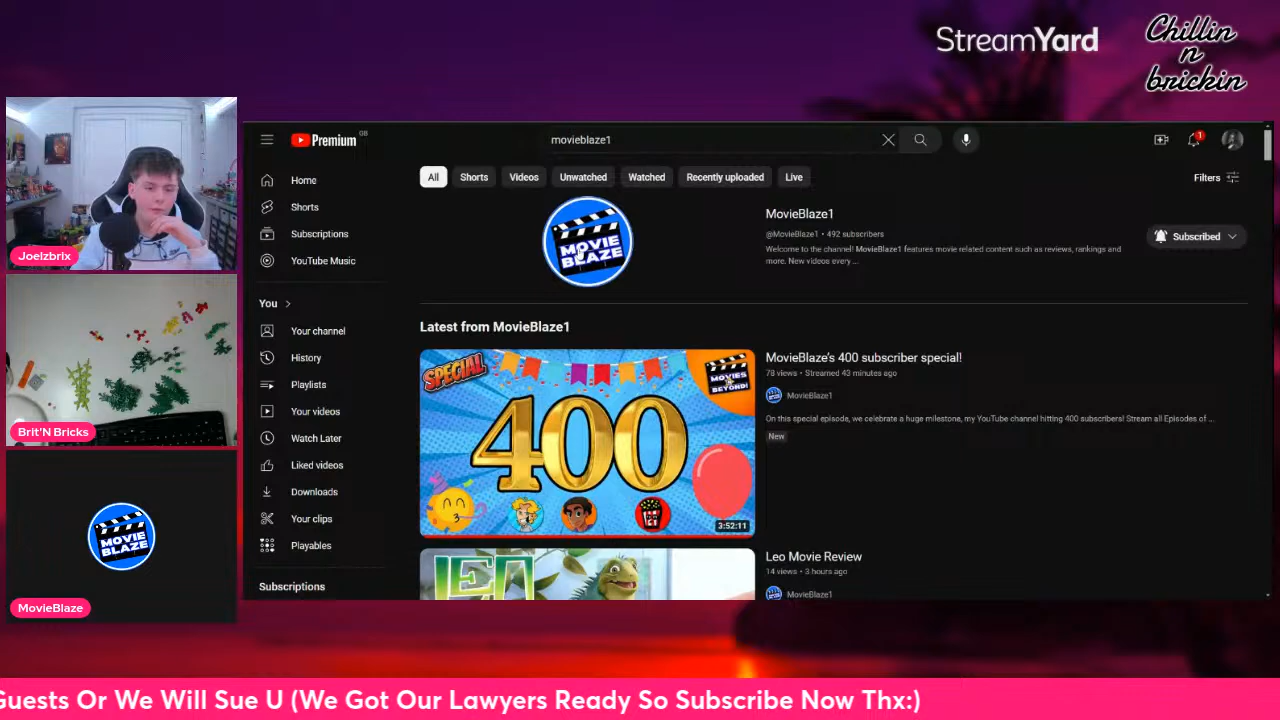 StreamYard
Chillin
n
brickin
Joelzbrix
Brit'N Bricks
MOVIE
BLAZE
MovieBlaze
Premium GB
movieblaze1
1
Home
Shorts
Subscriptions
YouTube Music
You
Your channel
History
Playlists
Your videos
Watch Later
Liked videos
Downloads
Your clips
Playables
Subscriptions
All
Shorts
Videos
Unwatched
Watched
Recently uploaded
Live
Filters
MOVIE
BLAZE
MovieBlaze1
@MovieBlaze1 • 492 subscribers
Welcome to the channel! MovieBlaze1 features movie related content such as reviews, rankings and
more. New videos every ...
Subscribed
Latest from MovieBlaze1
SPECIAL
MOVIES
BEYOND!
400
3:52:11
MovieBlaze's 400 subscriber special!
78 views • Streamed 43 minutes ago
MovieBlaze1
On this special episode, we celebrate a huge milestone, my YouTube channel hitting 400 subscribers! Stream all Episodes of ...
New
LEO
Leo Movie Review
14 views • 3 hours ago
MovieBlaze1
Guests Or We Will Sue U (We Got Our Lawyers Ready So Subscribe Now Thx:)